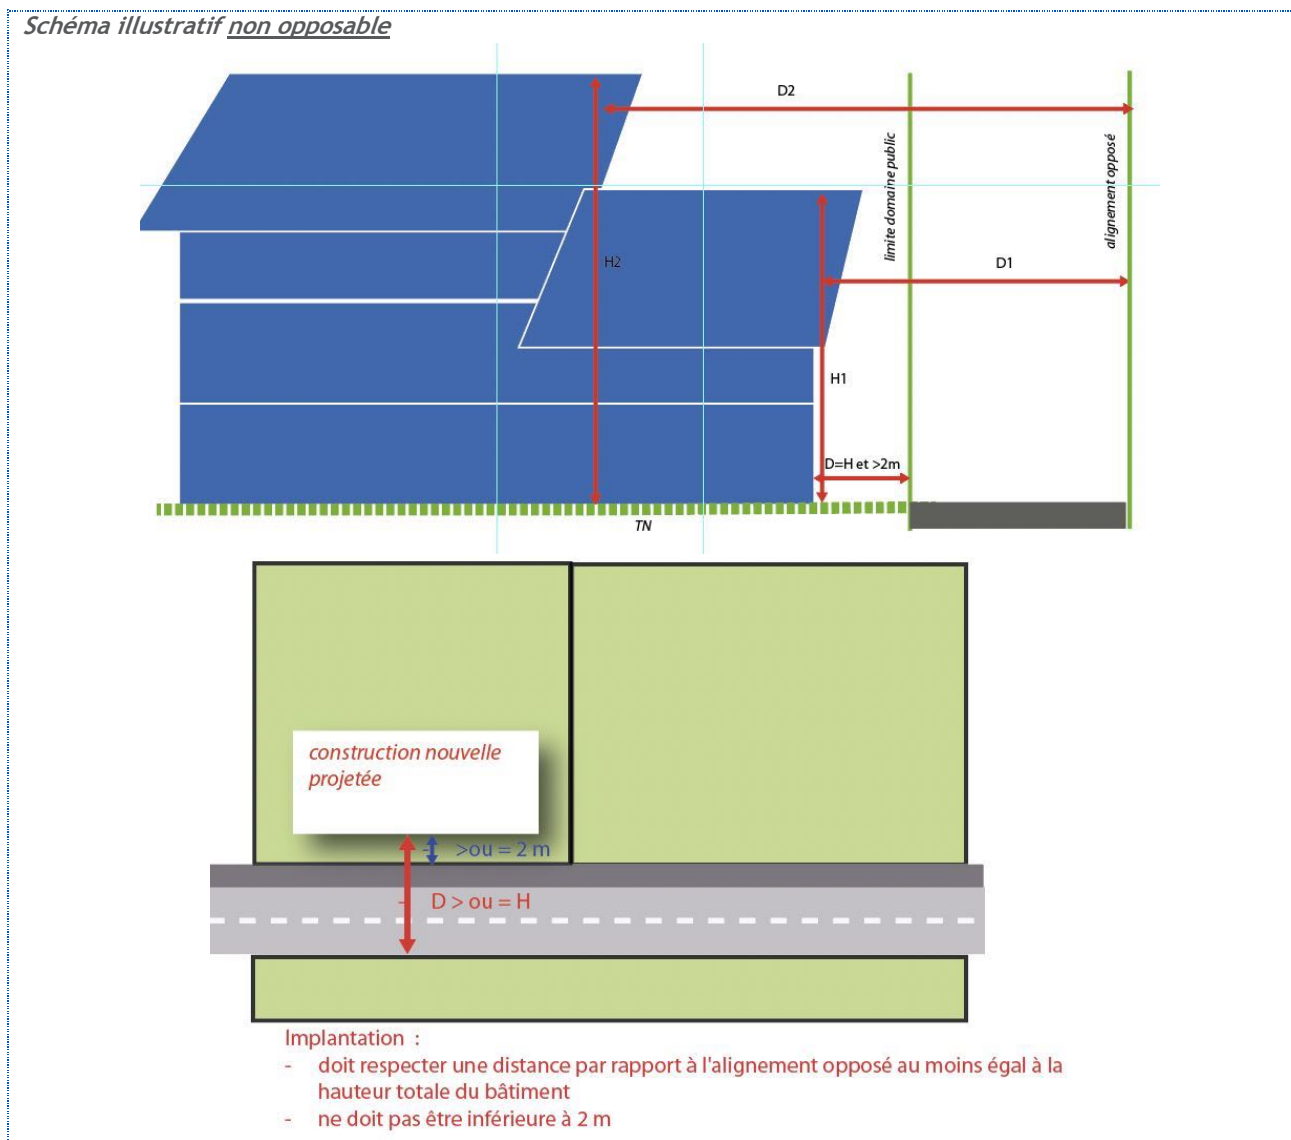 Schéma illustratif non opposable
D2
limite domaine public
alignement opposé
H2
D1
H1
D=H et >2m
TN
construction nouvelle
projetée
>ou = 2 m
D > ou = H
Implantation :
- doit respecter une distance par rapport à l'alignement opposé au moins égal à la
hauteur totale du bâtiment
- ne doit pas être inférieure à 2 m